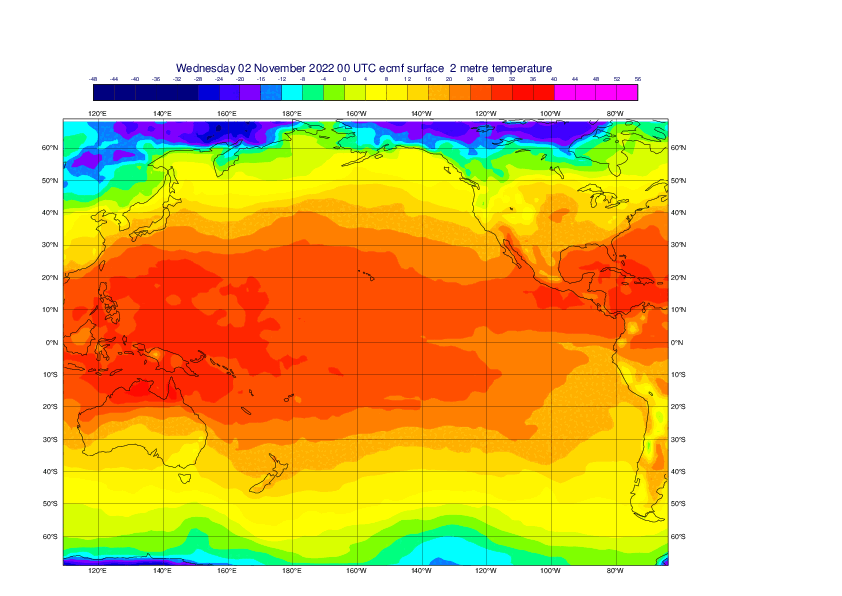 Wednesday 02 November 2022 00 UTC ecmf surface 2 metre temperature
-48 -44 -40 -36 -32 -28 -24 -20 -16 -12 -8 -4 0 4 8 12 16 20 24 28 32 36 40 44 48 52 56
120°E 140°E 160°E 180°E 160°W 140°W 120°W 100°W 80°W
60°N 60°N
50°N 50°N
40°N 40°N
30°N 30°N
20°N 20°N
10°N 10°N
0°N 0°N
10°S 10°S
20°S 20°S
30°S 30°S
40°S 40°S
50°S 50°S
60°S 60°S
120°E 140°E 160°E 180°E 160°W 140°W 120°W 100°W 80°W